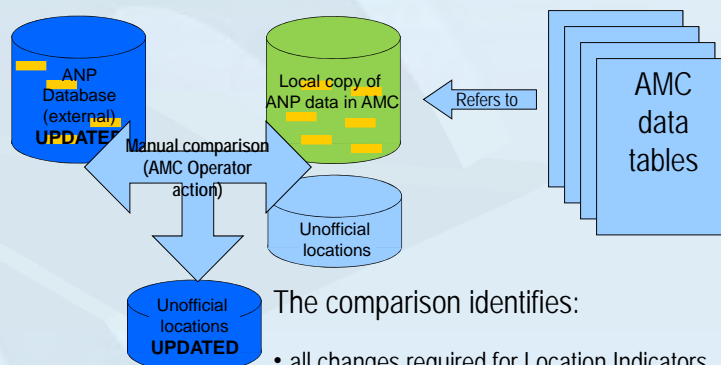 ANP
Database
(external)
UPDATED
Local copy of
ANP data in AMC
Refers to
AMC
data
tables
Manual comparison
(AMC Operator
action)
Unofficial
locations
Unofficial
locations
UPDATED
The comparison identifies:
• all changes required for Location Indicators